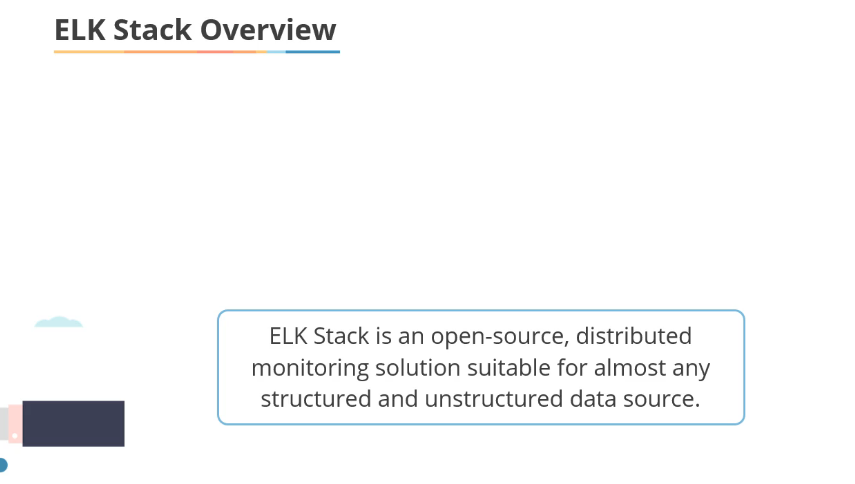 ELK Stack Overview
ELK Stack is an open-source, distributed
monitoring solution suitable for almost any
structured and unstructured data source.